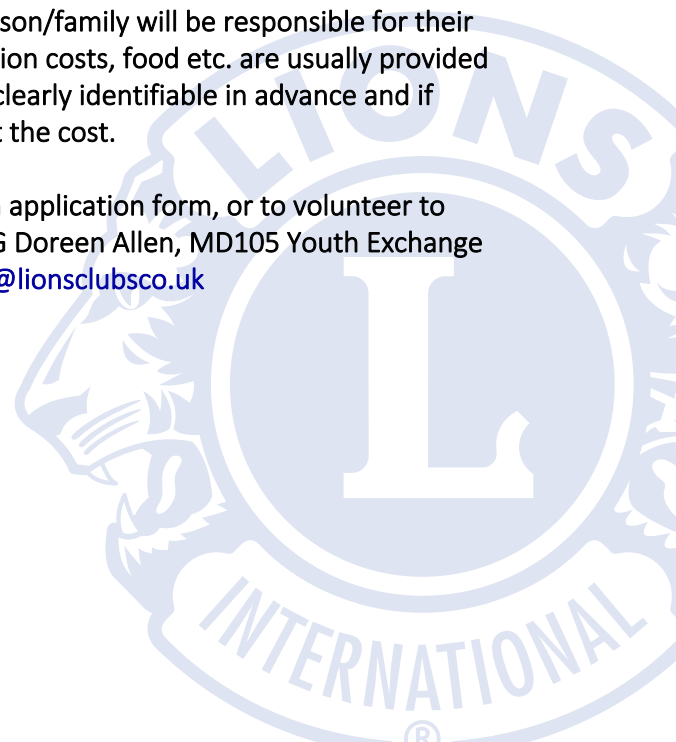 son/family will be responsible for their
ion costs, food etc. are usually provided
clearly identifiable in advance and if
t the cost.
application form, or to volunteer to
G Doreen Allen, MD105 Youth Exchange
@lionsclubsco.uk
LIONS
L
INTERNATIONAL
®